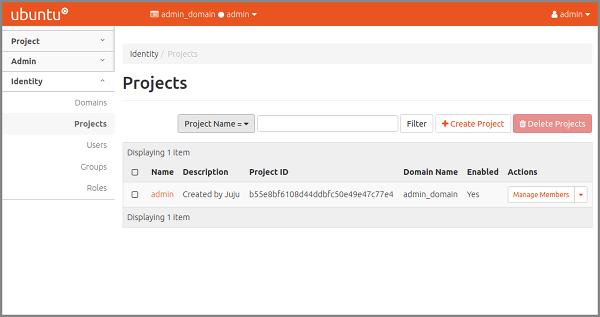 ubuntu
admin_domain admin
admin
Project
Admin
Identity
Domains
Projects
Users
Groups
Roles
Identity / Projects
Projects
Project Name =
Filter
Create Project
Delete Projects
Displaying 1 item
Name Description Project ID Domain Name Enabled Actions
admin Created by Juju b55e8bf6108d44ddbfc50e49e47c77e4 admin_domain Yes Manage Members
Displaying 1 item